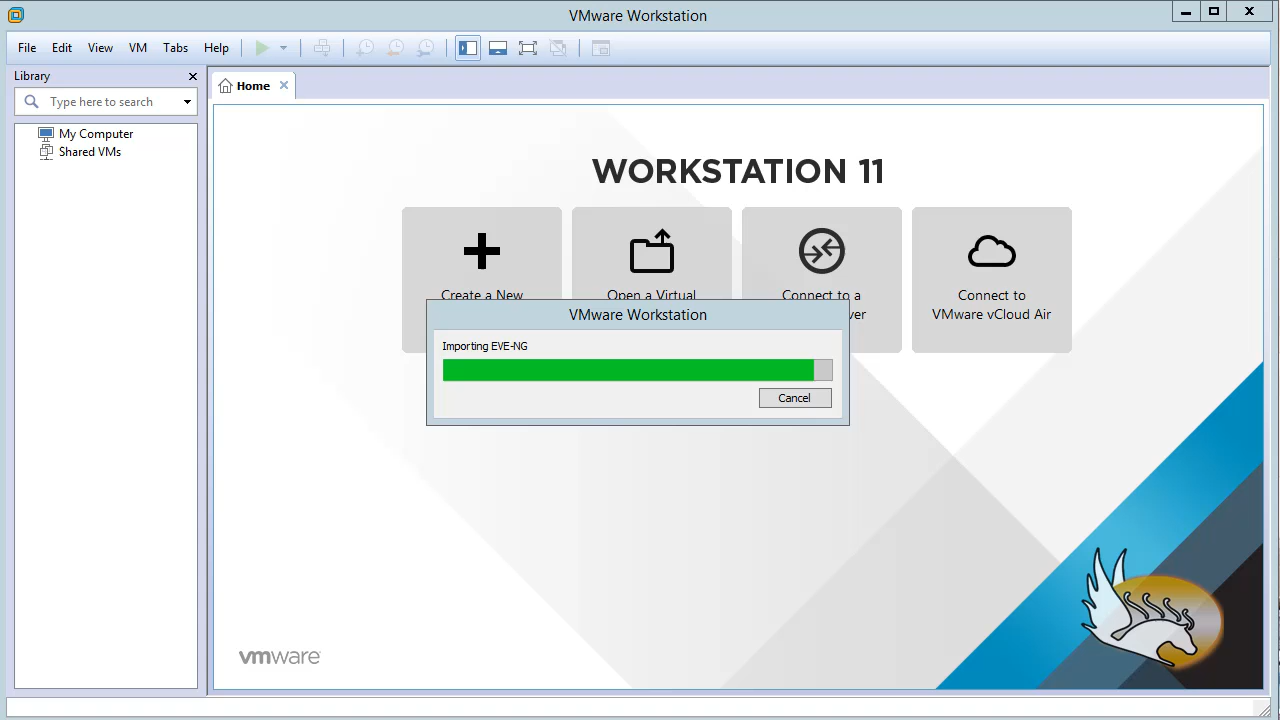 VMware Workstation
File Edit View VM Tabs Help
Library
Type here to search
Home
My Computer
Shared VMs
WORKSTATION 11
Create a New
Open a Virtual
Connect to a
ver
Connect to
VMware vCloud Air
VMware Workstation
Importing EVE-NG
Cancel
vmware